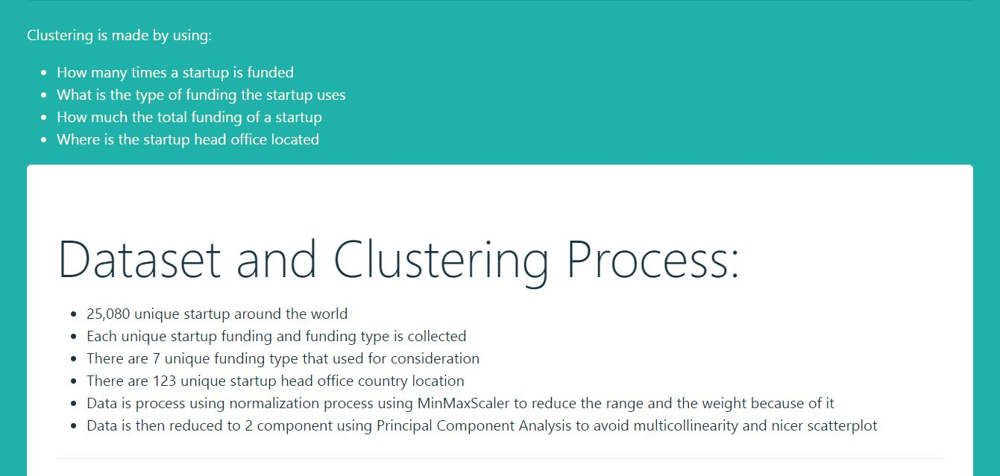 Clustering is made by using:
How many times a startup is funded
What is the type of funding the startup uses
How much the total funding of a startup
Where is the startup head office located
Dataset and Clustering Process:
25,080 unique startup around the world
Each unique startup funding and funding type is collected
There are 7 unique funding type that used for consideration
There are 123 unique startup head office country location
Data is process using normalization process using MinMaxScaler to reduce the range and the weight because of it
Data is then reduced to 2 component using Principal Component Analysis to avoid multicollinearity and nicer scatterplot